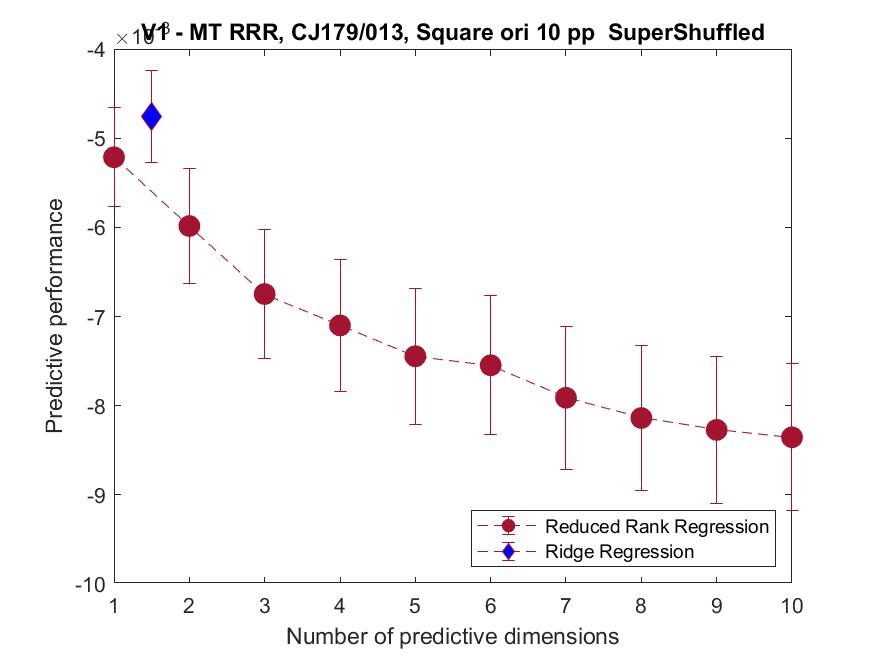 V1 - MT RRR, CJ179/013, Square ori 10 pp SuperShuffled
×10-3
-4
-5
-6
-7
-8
-9
-10
Predictive performance
1 2 3 4 5 6 7 8 9 10
Number of predictive dimensions
Reduced Rank Regression
Ridge Regression